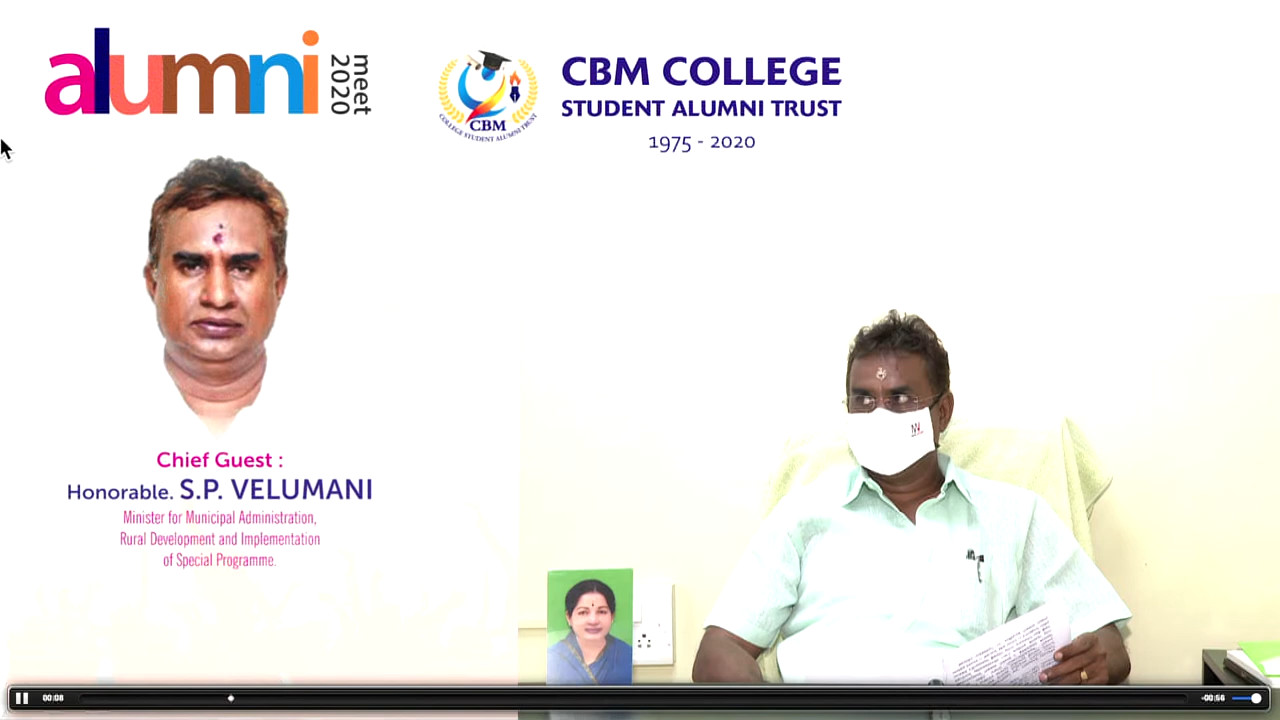 alumni
meet
2020
CBM COLLEGE
STUDENT ALUMNI TRUST
1975 - 2020
CBM
COLLEGE STUDENT ALUMNI TRUST
Chief Guest :
Honorable. S.P. VELUMANI
Minister for Municipal Administration,
Rural Development and Implementation
of Special Programme.
00:08
-00:56